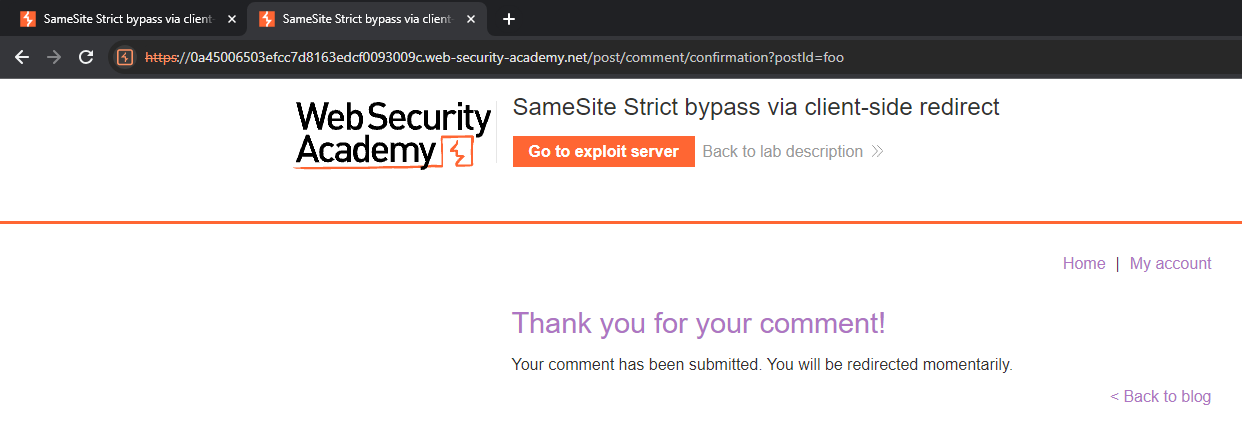 SameSite Strict bypass via client-
SameSite Strict bypass via client-
https://0a45006503efcc7d8163edcf0093009c.web-security-academy.net/post/comment/confirmation?postId=foo
Web Security
Academy
SameSite Strict bypass via client-side redirect
Go to exploit server
Back to lab description
Home | My account
Thank you for your comment!
Your comment has been submitted. You will be redirected momentarily.
< Back to blog